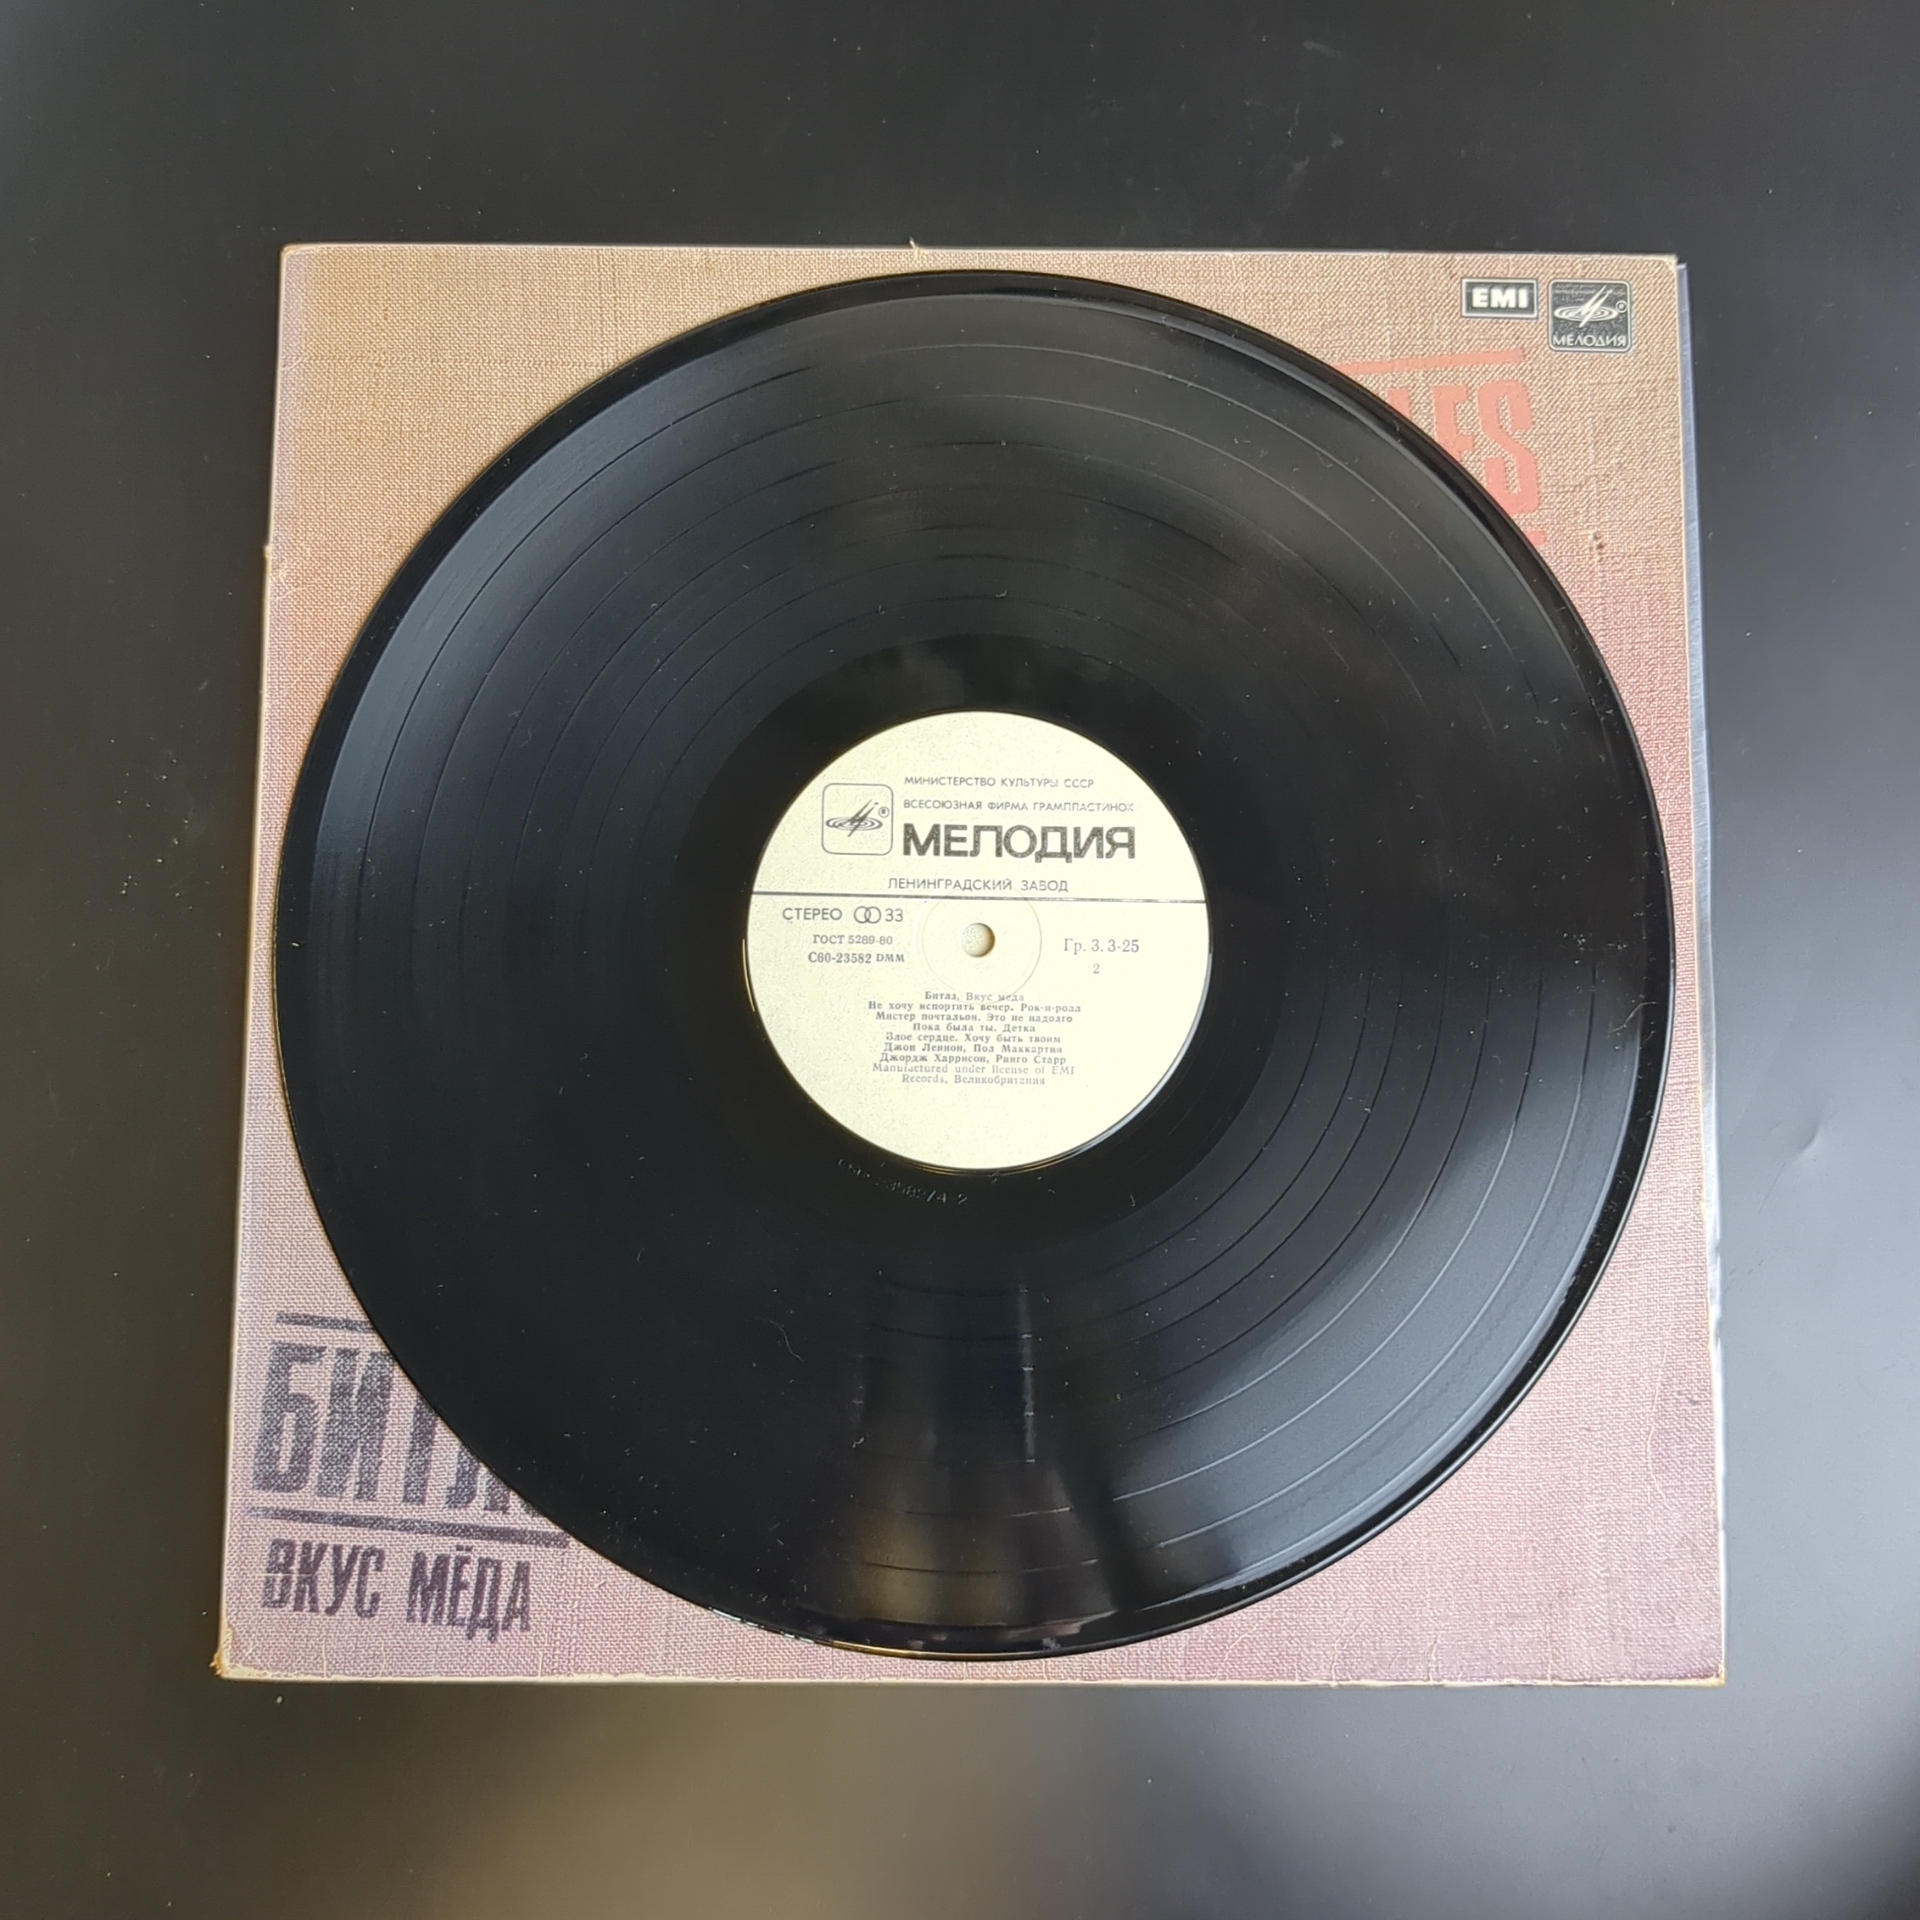 EMI
МЕЛОДИЯ
LES
МИНИСТЕРСТВО КУЛЬТУРЫ СССР
ВСЕСОЮЗНАЯ ФИРМА ГРАМПЛАСТИНОК
МЕЛОДИЯ
ЛЕНИНГРАДСКИЙ ЗАВОД
СТЕРЕО 33
ГОСТ 5289-80
С60-23582 DMM
Гр. 3. 3-25
2
Битлз, Вкус меда
Не хочу испортить вечер. Рок-н-ролл
Мистер почтальон. Это не надолго
Пока была ты. Детка
Злое сердце. Хочу быть твоим
Джон Леннон, Пол Маккартни
Джордж Харрисон, Ринго Старр
Manufactured under license of EMI
Records, Великобритания
БИТЛ
ВКУС МЁДА